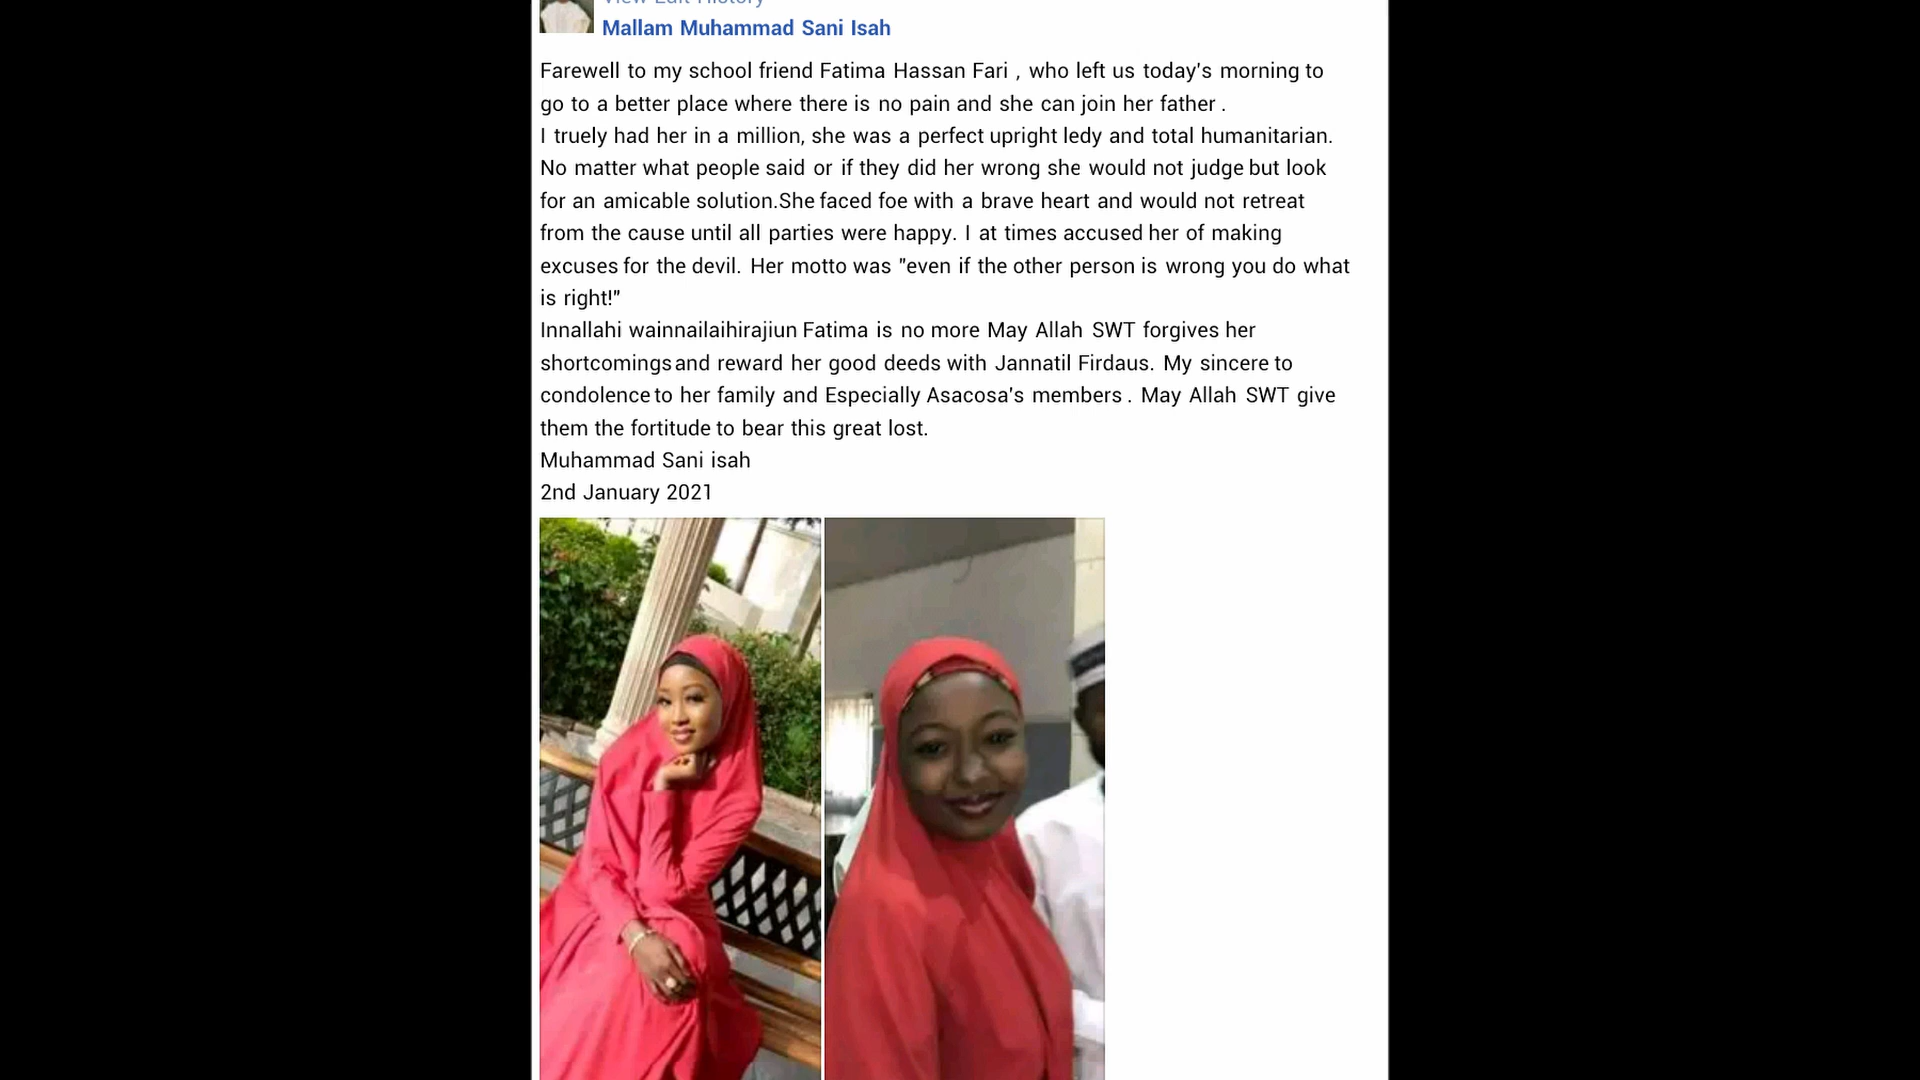 View Edit History
Mallam Muhammad Sani Isah
Farewell to my school friend Fatima Hassan Fari , who left us today's morning to
go to a better place where there is no pain and she can join her father .
I truely had her in a million, she was a perfect upright ledy and total humanitarian.
No matter what people said or if they did her wrong she would not judge but look
for an amicable solution.She faced foe with a brave heart and would not retreat
from the cause until all parties were happy. I at times accused her of making
excuses for the devil. Her motto was "even if the other person is wrong you do what
is right!"
Innallahi wainnailaihirajiun Fatima is no more May Allah SWT forgives her
shortcomings and reward her good deeds with Jannatil Firdaus. My sincere to
condolence to her family and Especially Asacosa's members . May Allah SWT give
them the fortitude to bear this great lost.
Muhammad Sani isah
2nd January 2021